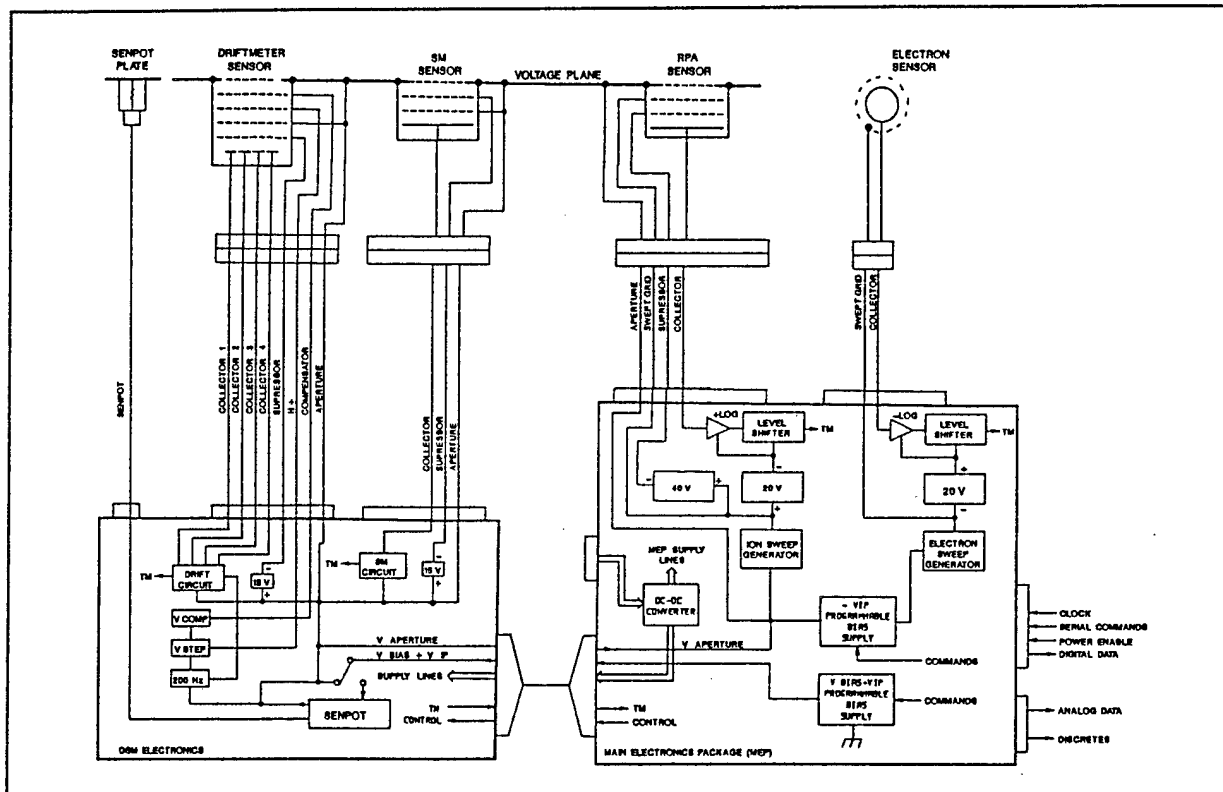 SENPOT
PLATE
DRIFTMETER
SENSOR
SM
SENSOR
VOLTAGE PLANE
RPA
SENSOR
ELECTRON
SENSOR
SENPOT
COLLECTOR 1
COLLECTOR 2
COLLECTOR 3
COLLECTOR 4
SUPRESSOR
H+
COMPENSATOR
APERTURE
COLLECTOR
SUPRESSOR
APERTURE
APERTURE
SWEPT GRID
SUPRESSOR
COLLECTOR
SWEPT GRID
COLLECTOR
TM
DRIFT
CIRCUIT
-
15 V
+
TM
SM
CIRCUIT
-
15 V
+
V COMP
V STEP
200 Hz
SENPOT
V APERTURE
V BIAS + V IP
SUPPLY LINES
TM
CONTROL
DSM ELECTRONICS
+LOG
LEVEL
SHIFTER
TM
- 40 V +
-
20 V
+
ION SWEEP
GENERATOR
-LOG
LEVEL
SHIFTER
TM
+
20 V
-
ELECTRON
SWEEP
GENERATOR
MEP SUPPLY
LINES
DC-DC
CONVERTER
V APERTURE
- VIP
PROGRAMMABLE
BIAS
SUPPLY
COMMANDS
V BIAS+VIP
PROGRAMMABLE
BIAS
SUPPLY
COMMANDS
TM
CONTROL
MAIN ELECTRONICS PACKAGE (MEP)
CLOCK
SERIAL COMMANDS
POWER ENABLE
DIGITAL DATA
ANALOG DATA
DISCRETES